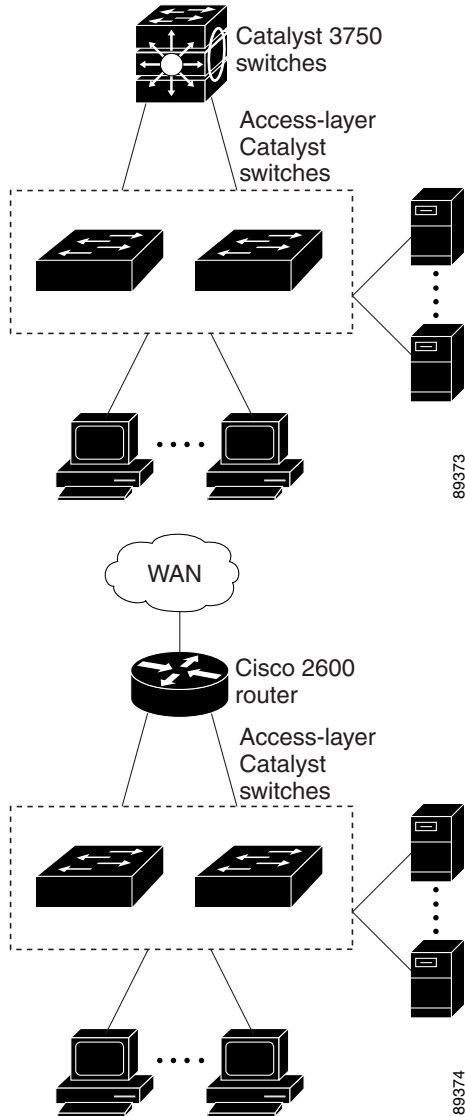 Catalyst 3750
switches
Access-layer
Catalyst
switches
89373
WAN
Cisco 2600
router
Access-layer
Catalyst
switches
89374